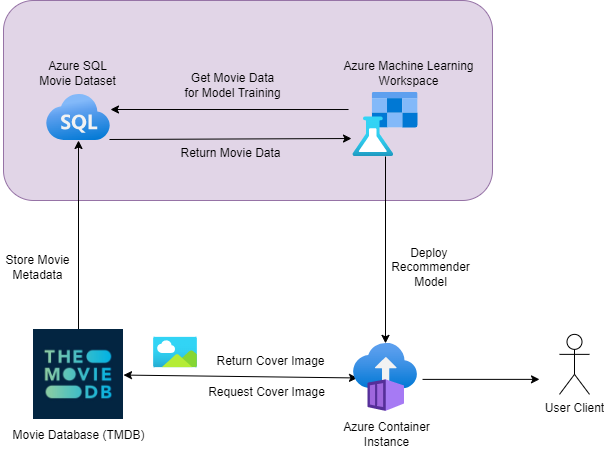 Azure SQL
Movie Dataset
SQL
Get Movie Data
for Model Training
Return Movie Data
Azure Machine Learning
Workspace
Store Movie
Metadata
Deploy
Recommender
Model
THE
MOVIE
DB
Movie Database (TMDB)
Return Cover Image
Request Cover Image
Azure Container
Instance
User Client